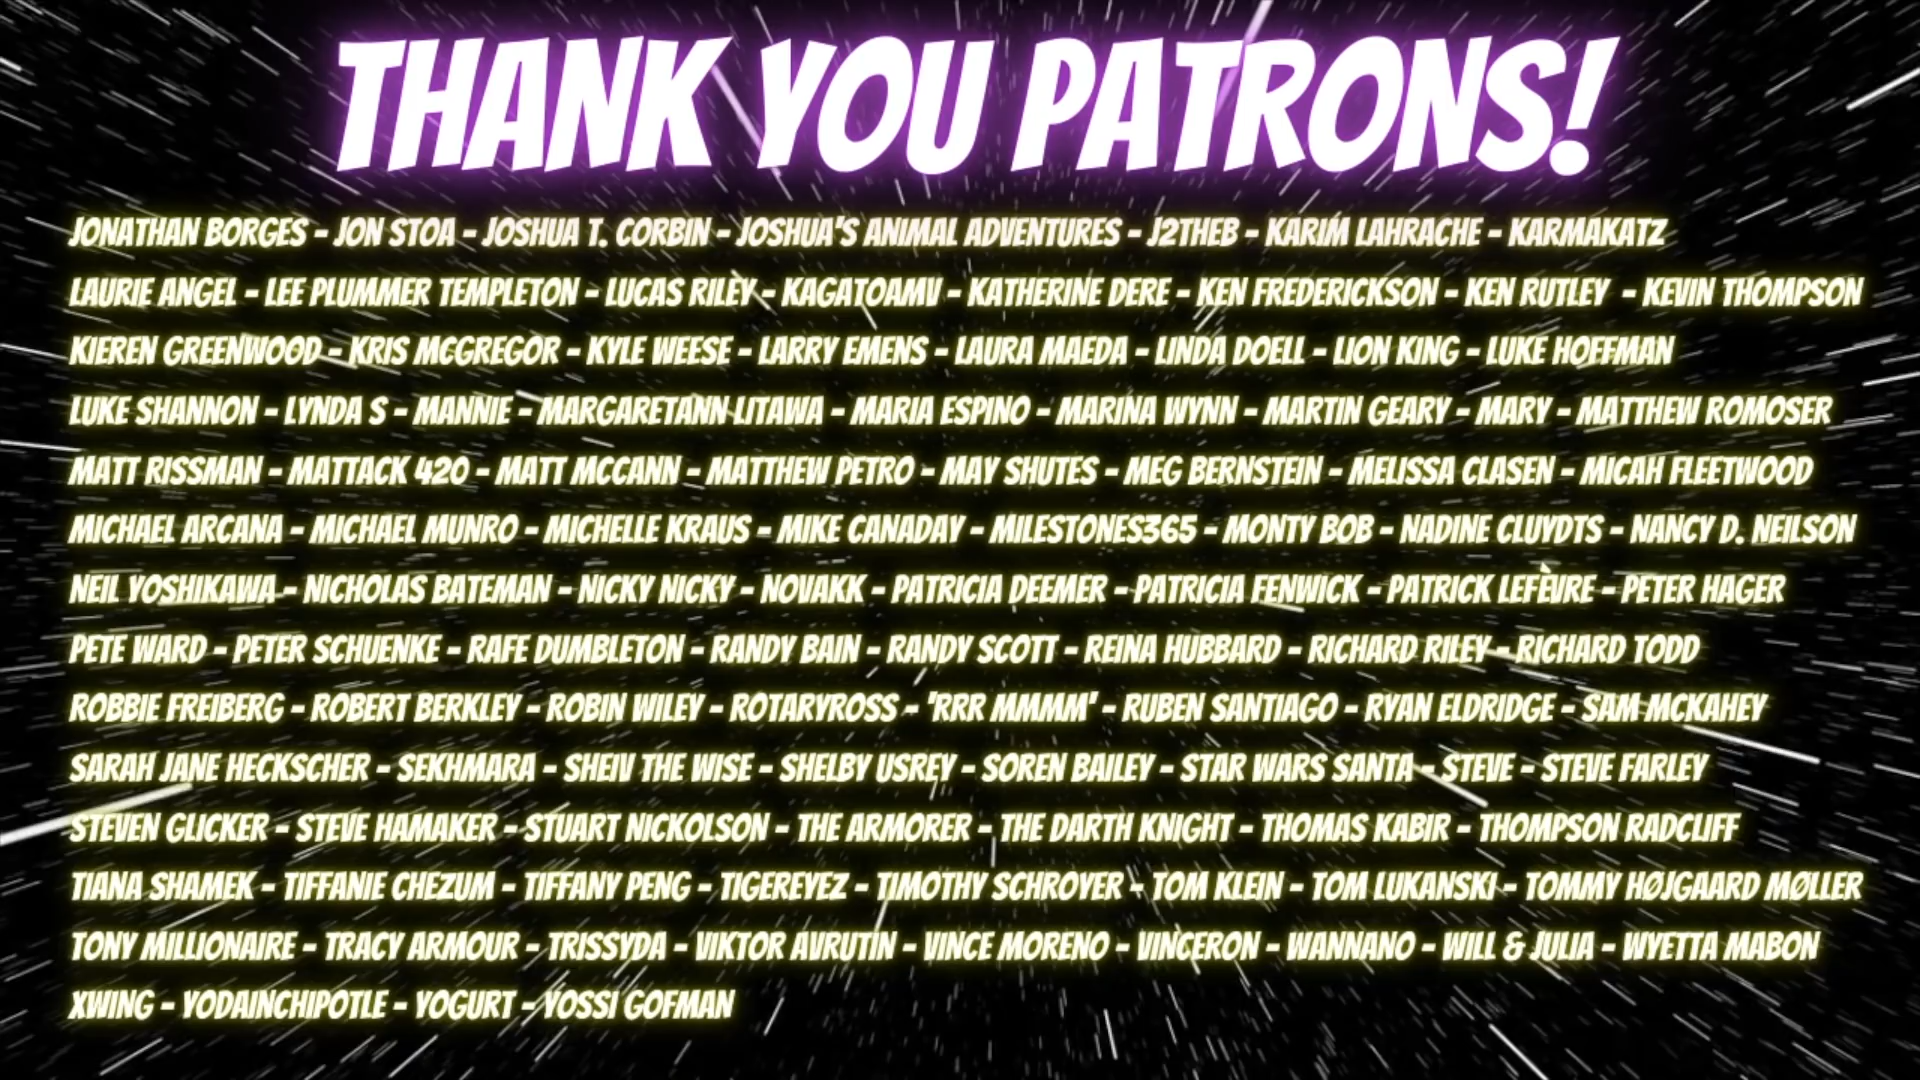 THANK YOU PATRONS!
JONATHAN BORGES - JON STOA - JOSHUA T. CORBIN - JOSHUA'S ANIMAL ADVENTURES - J2THEB - KARIM LAHRACHE - KARMAKATZ
LAURIE ANGEL - LEE PLUMMER TEMPLETON - LUCAS RILEY - KAGATOAMV - KATHERINE DERE - KEN FREDERICKSON - KEN RUTLEY - KEVIN THOMPSON
KIEREN GREENWOOD - KRIS MCGREGOR - KYLE WEESE - LARRY EMENS - LAURA MAEDA - LINDA DOELL - LION KING - LUKE HOFFMAN
LUKE SHANNON - LYNDA S - MANNIE - MARGARETANN LITAWA - MARIA ESPINO - MARINA WYNN - MARTIN GEARY - MARY - MATTHEW ROMOSER
MATT RISSMAN - MATTACK 420 - MATT MCCANN - MATTHEW PETRO - MAY SHUTES - MEG BERNSTEIN - MELISSA CLASEN - MICAH FLEETWOOD
MICHAEL ARCANA - MICHAEL MUNRO - MICHELLE KRAUS - MIKE CANADAY - MILESTONES365 - MONTY BOB - NADINE CLUYDTS - NANCY D. NEILSON
NEIL YOSHIKAWA - NICHOLAS BATEMAN - NICKY NICKY - NOVAKK - PATRICIA DEEMER - PATRICIA FENWICK - PATRICK LEFÈVRE - PETER HAGER
PETE WARD - PETER SCHUENKE - RAFE DUMBLETON - RANDY BAIN - RANDY SCOTT - REINA HUBBARD - RICHARD RILEY - RICHARD TODD
ROBBIE FREIBERG - ROBERT BERKLEY - ROBIN WILEY - ROTARYROSS - 'RRR MMMM' - RUBEN SANTIAGO - RYAN ELDRIDGE - SAM MCKAHEY
SARAH JANE HECKSCHER - SEKHMARA - SHEIV THE WISE - SHELBY USREY - SOREN BAILEY - STAR WARS SANTA - STEVE - STEVE FARLEY
STEVEN GLICKER - STEVE HAMAKER - STUART NICKOLSON - THE ARMORER - THE DARTH KNIGHT - THOMAS KABIR - THOMPSON RADCLIFF
TIANA SHAMEK - TIFFANIE CHEZUM - TIFFANY PENG - TIGEREYEZ - TIMOTHY SCHROYER - TOM KLEIN - TOM LUKANSKI - TOMMY HØJGAARD MØLLER
TONY MILLIONAIRE - TRACY ARMOUR - TRISSYDA - VIKTOR AVRUTIN - VINCE MORENO - VINCERON - WANNANO - WILL & JULIA - WYETTA MABON
XWING - YODAINCHIPOTLE - YOGURT - YOSSI GOFMAN